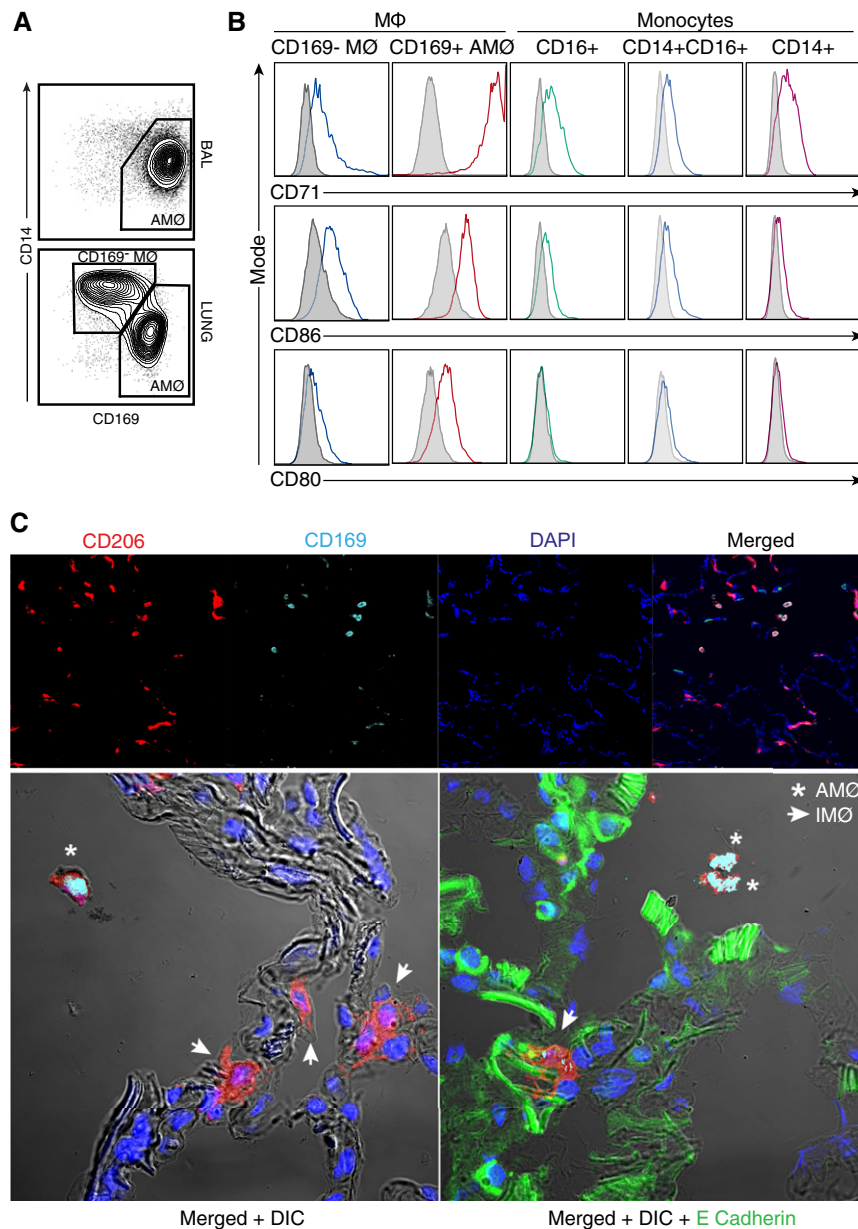 A
CD14
BAL
AMØ
CD169⁻ MØ
LUNG
AMØ
CD169
B
MΦ
Monocytes
CD169- MØ
CD169+ AMØ
CD16+
CD14+CD16+
CD14+
Mode
CD71
CD86
CD80
C
CD206
CD169
DAPI
Merged
* AMØ
IMØ
*
*
*
Merged + DIC
Merged + DIC + E Cadherin